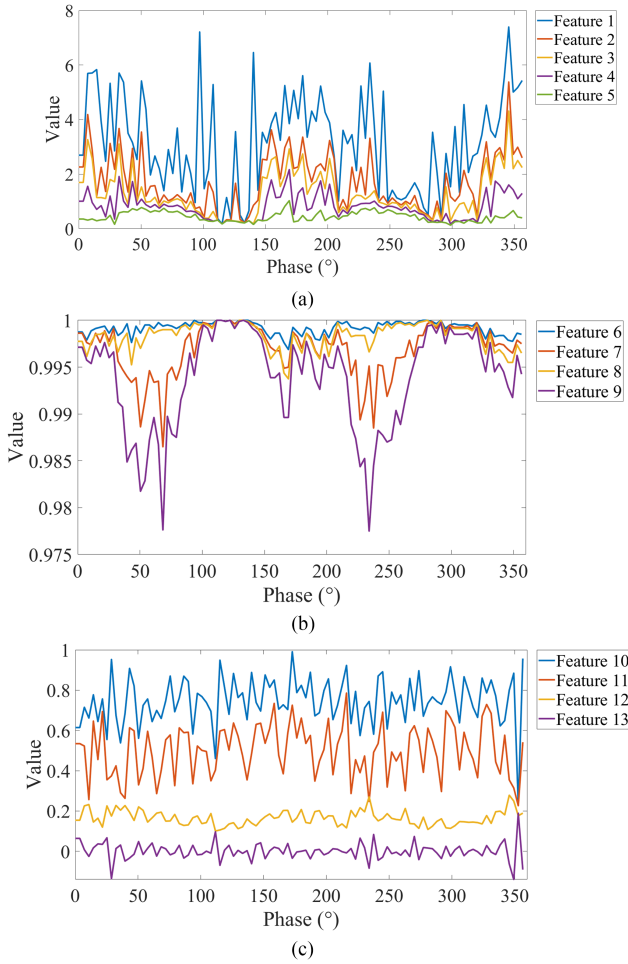 8
6
4
2
0
Value
0
50
100
150
200
250
300
350
Phase (°)
Feature 1
Feature 2
Feature 3
Feature 4
Feature 5
(a)
1
0.995
0.99
0.985
0.98
0.975
Value
0
50
100
150
200
250
300
350
Phase (°)
Feature 6
Feature 7
Feature 8
Feature 9
(b)
1
0.8
0.6
0.4
0.2
0
Value
0
50
100
150
200
250
300
350
Phase (°)
Feature 10
Feature 11
Feature 12
Feature 13
(c)